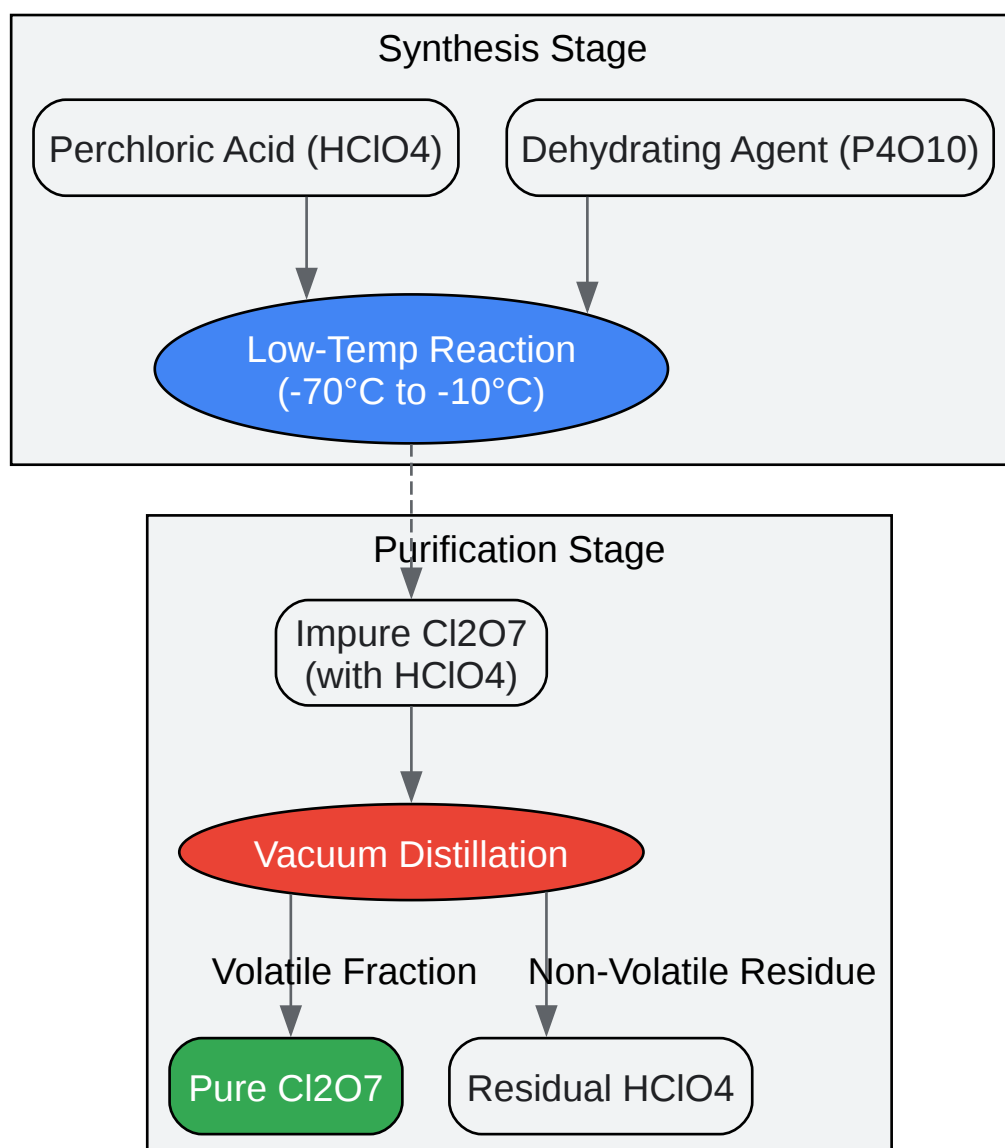 Synthesis Stage
Perchloric Acid (HClO4)
Dehydrating Agent (P4O10)
Low-Temp Reaction
(-70°C to -10°C)
Purification Stage
Impure Cl2O7
(with HClO4)
Vacuum Distillation
Volatile Fraction
Non-Volatile Residue
Pure Cl2O7
Residual HClO4